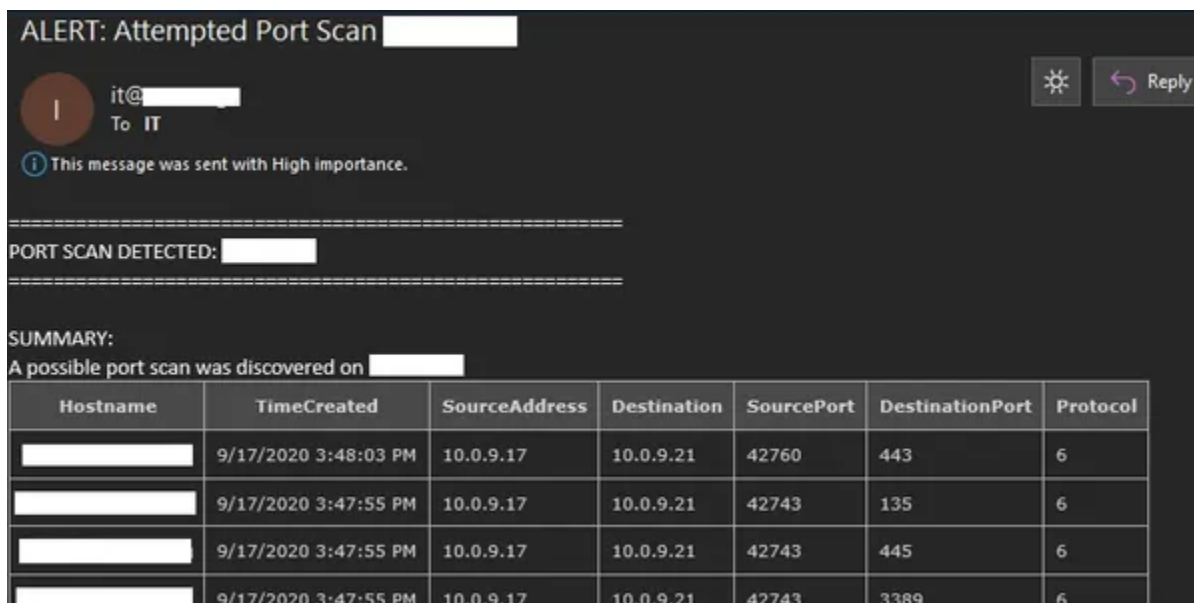 ALERT: Attempted Port Scan
I
it@
To IT
Reply
This message was sent with High importance.
=======================================================
PORT SCAN DETECTED:
=======================================================
SUMMARY:
A possible port scan was discovered on
Hostname TimeCreated SourceAddress Destination SourcePort DestinationPort Protocol
9/17/2020 3:48:03 PM 10.0.9.17 10.0.9.21 42760 443 6
9/17/2020 3:47:55 PM 10.0.9.17 10.0.9.21 42743 135 6
9/17/2020 3:47:55 PM 10.0.9.17 10.0.9.21 42743 445 6
9/17/2020 3:47:55 PM 10.0.9.17 10.0.9.21 42743 3389 6